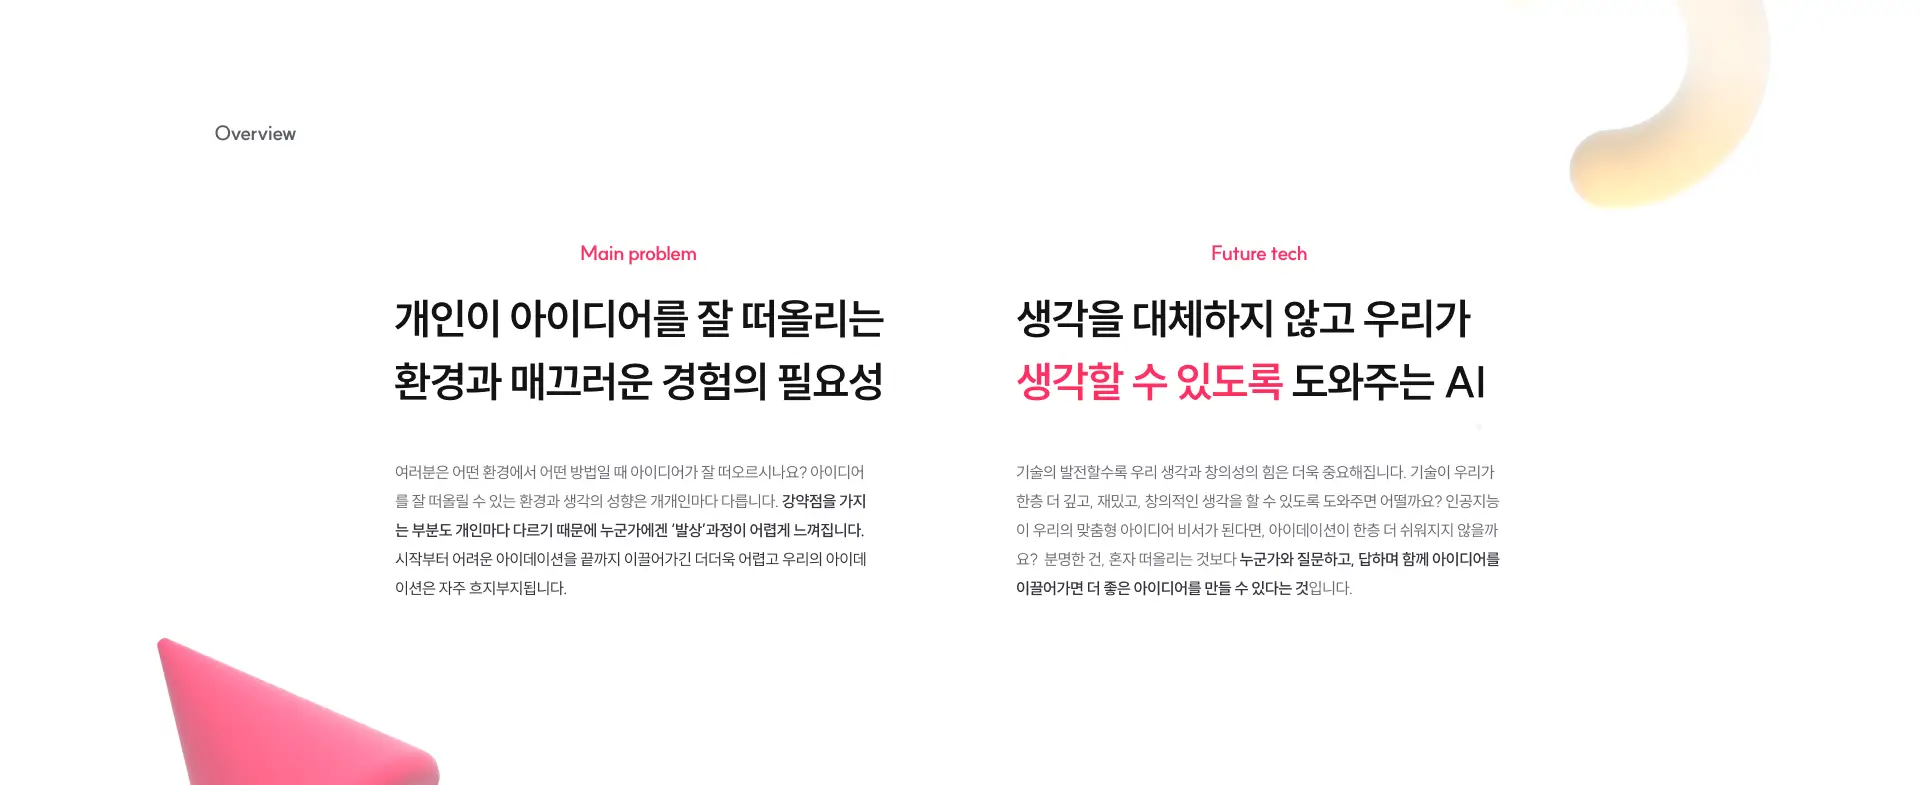 Overview
Main problem
개인이 아이디어를 잘 떠올리는
환경과 매끄러운 경험의 필요성
여러분은 어떤 환경에서 어떤 방법일 때 아이디어가 잘 떠오르시나요? 아이디어
를 잘 떠올릴 수 있는 환경과 생각의 성향은 개개인마다 다릅니다. 강약점을 가지
는 부분도 개인마다 다르기 때문에 누군가에겐 ‘발상’과정이 어렵게 느껴집니다.
시작부터 어려운 아이데이션을 끝까지 이끌어가긴 더더욱 어렵고 우리의 아이데
이션은 자주 흐지부지됩니다.
Future tech
생각을 대체하지 않고 우리가
생각할 수 있도록 도와주는 AI
기술의 발전할수록 우리 생각과 창의성의 힘은 더욱 중요해집니다. 기술이 우리가
한층 더 깊고, 재밌고, 창의적인 생각을 할 수 있도록 도와주면 어떨까요? 인공지능
이 우리의 맞춤형 아이디어 비서가 된다면, 아이데이션이 한층 더 쉬워지지 않을까
요? 분명한 건, 혼자 떠올리는 것보다 누군가와 질문하고, 답하며 함께 아이디어를
이끌어가면 더 좋은 아이디어를 만들 수 있다는 것입니다.